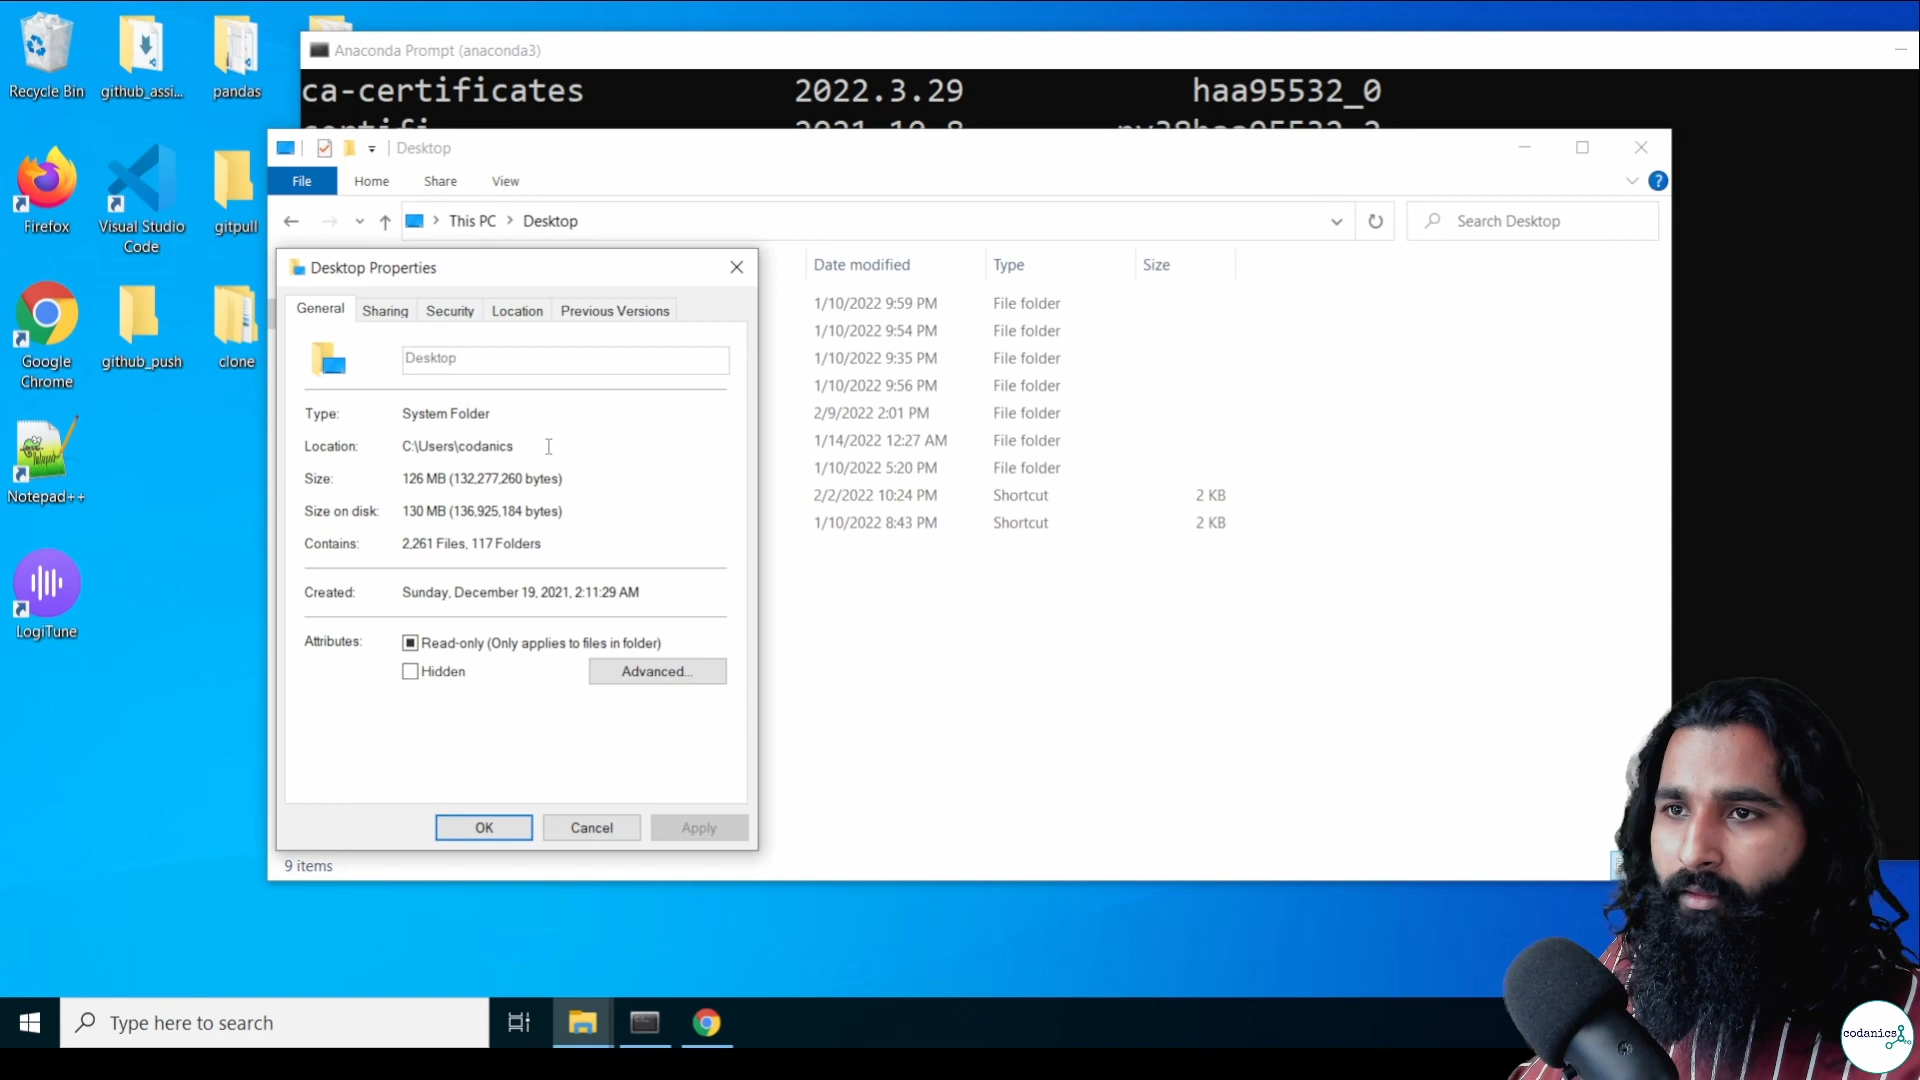 Recycle Bin
github_assi...
pandas
Firefox
Visual Studio
Code
gitpull
Google
Chrome
github_push
clone
Notepad++
LogiTune
Anaconda Prompt (anaconda3)
ca-certificates 2022.3.29 haa95532_0
Desktop
File Home Share View
This PC > Desktop
Search Desktop
Desktop Properties
General Sharing Security Location Previous Versions
Desktop
Type: System Folder
Location: C:\Users\codanics
Size: 126 MB (132,277,260 bytes)
Size on disk: 130 MB (136,925,184 bytes)
Contains: 2,261 Files, 117 Folders
Created: Sunday, December 19, 2021, 2:11:29 AM
Attributes: Read-only (Only applies to files in folder)
Hidden Advanced...
OK Cancel Apply
Date modified Type Size
1/10/2022 9:59 PM File folder
1/10/2022 9:54 PM File folder
1/10/2022 9:35 PM File folder
1/10/2022 9:56 PM File folder
2/9/2022 2:01 PM File folder
1/14/2022 12:27 AM File folder
1/10/2022 5:20 PM File folder
2/2/2022 10:24 PM Shortcut 2 KB
1/10/2022 8:43 PM Shortcut 2 KB
9 items
Type here to search
codanics